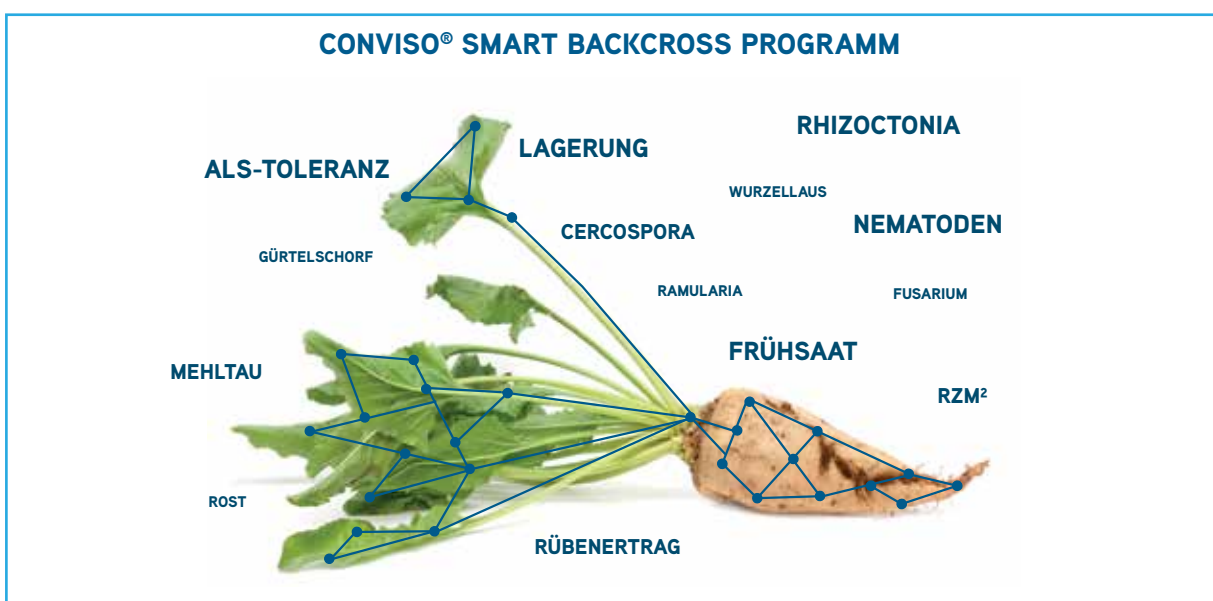 CONVISO® SMART BACKCROSS PROGRAMM
RHIZOCTONIA
LAGERUNG
ALS-TOLERANZ
WURZELLAUS
NEMATODEN
CERCOSPORA
GÜRTELSCHORF
RAMULARIA
FUSARIUM
FRÜHSAAT
MEHLTAU
RZM²
ROST
RÜBENERTRAG